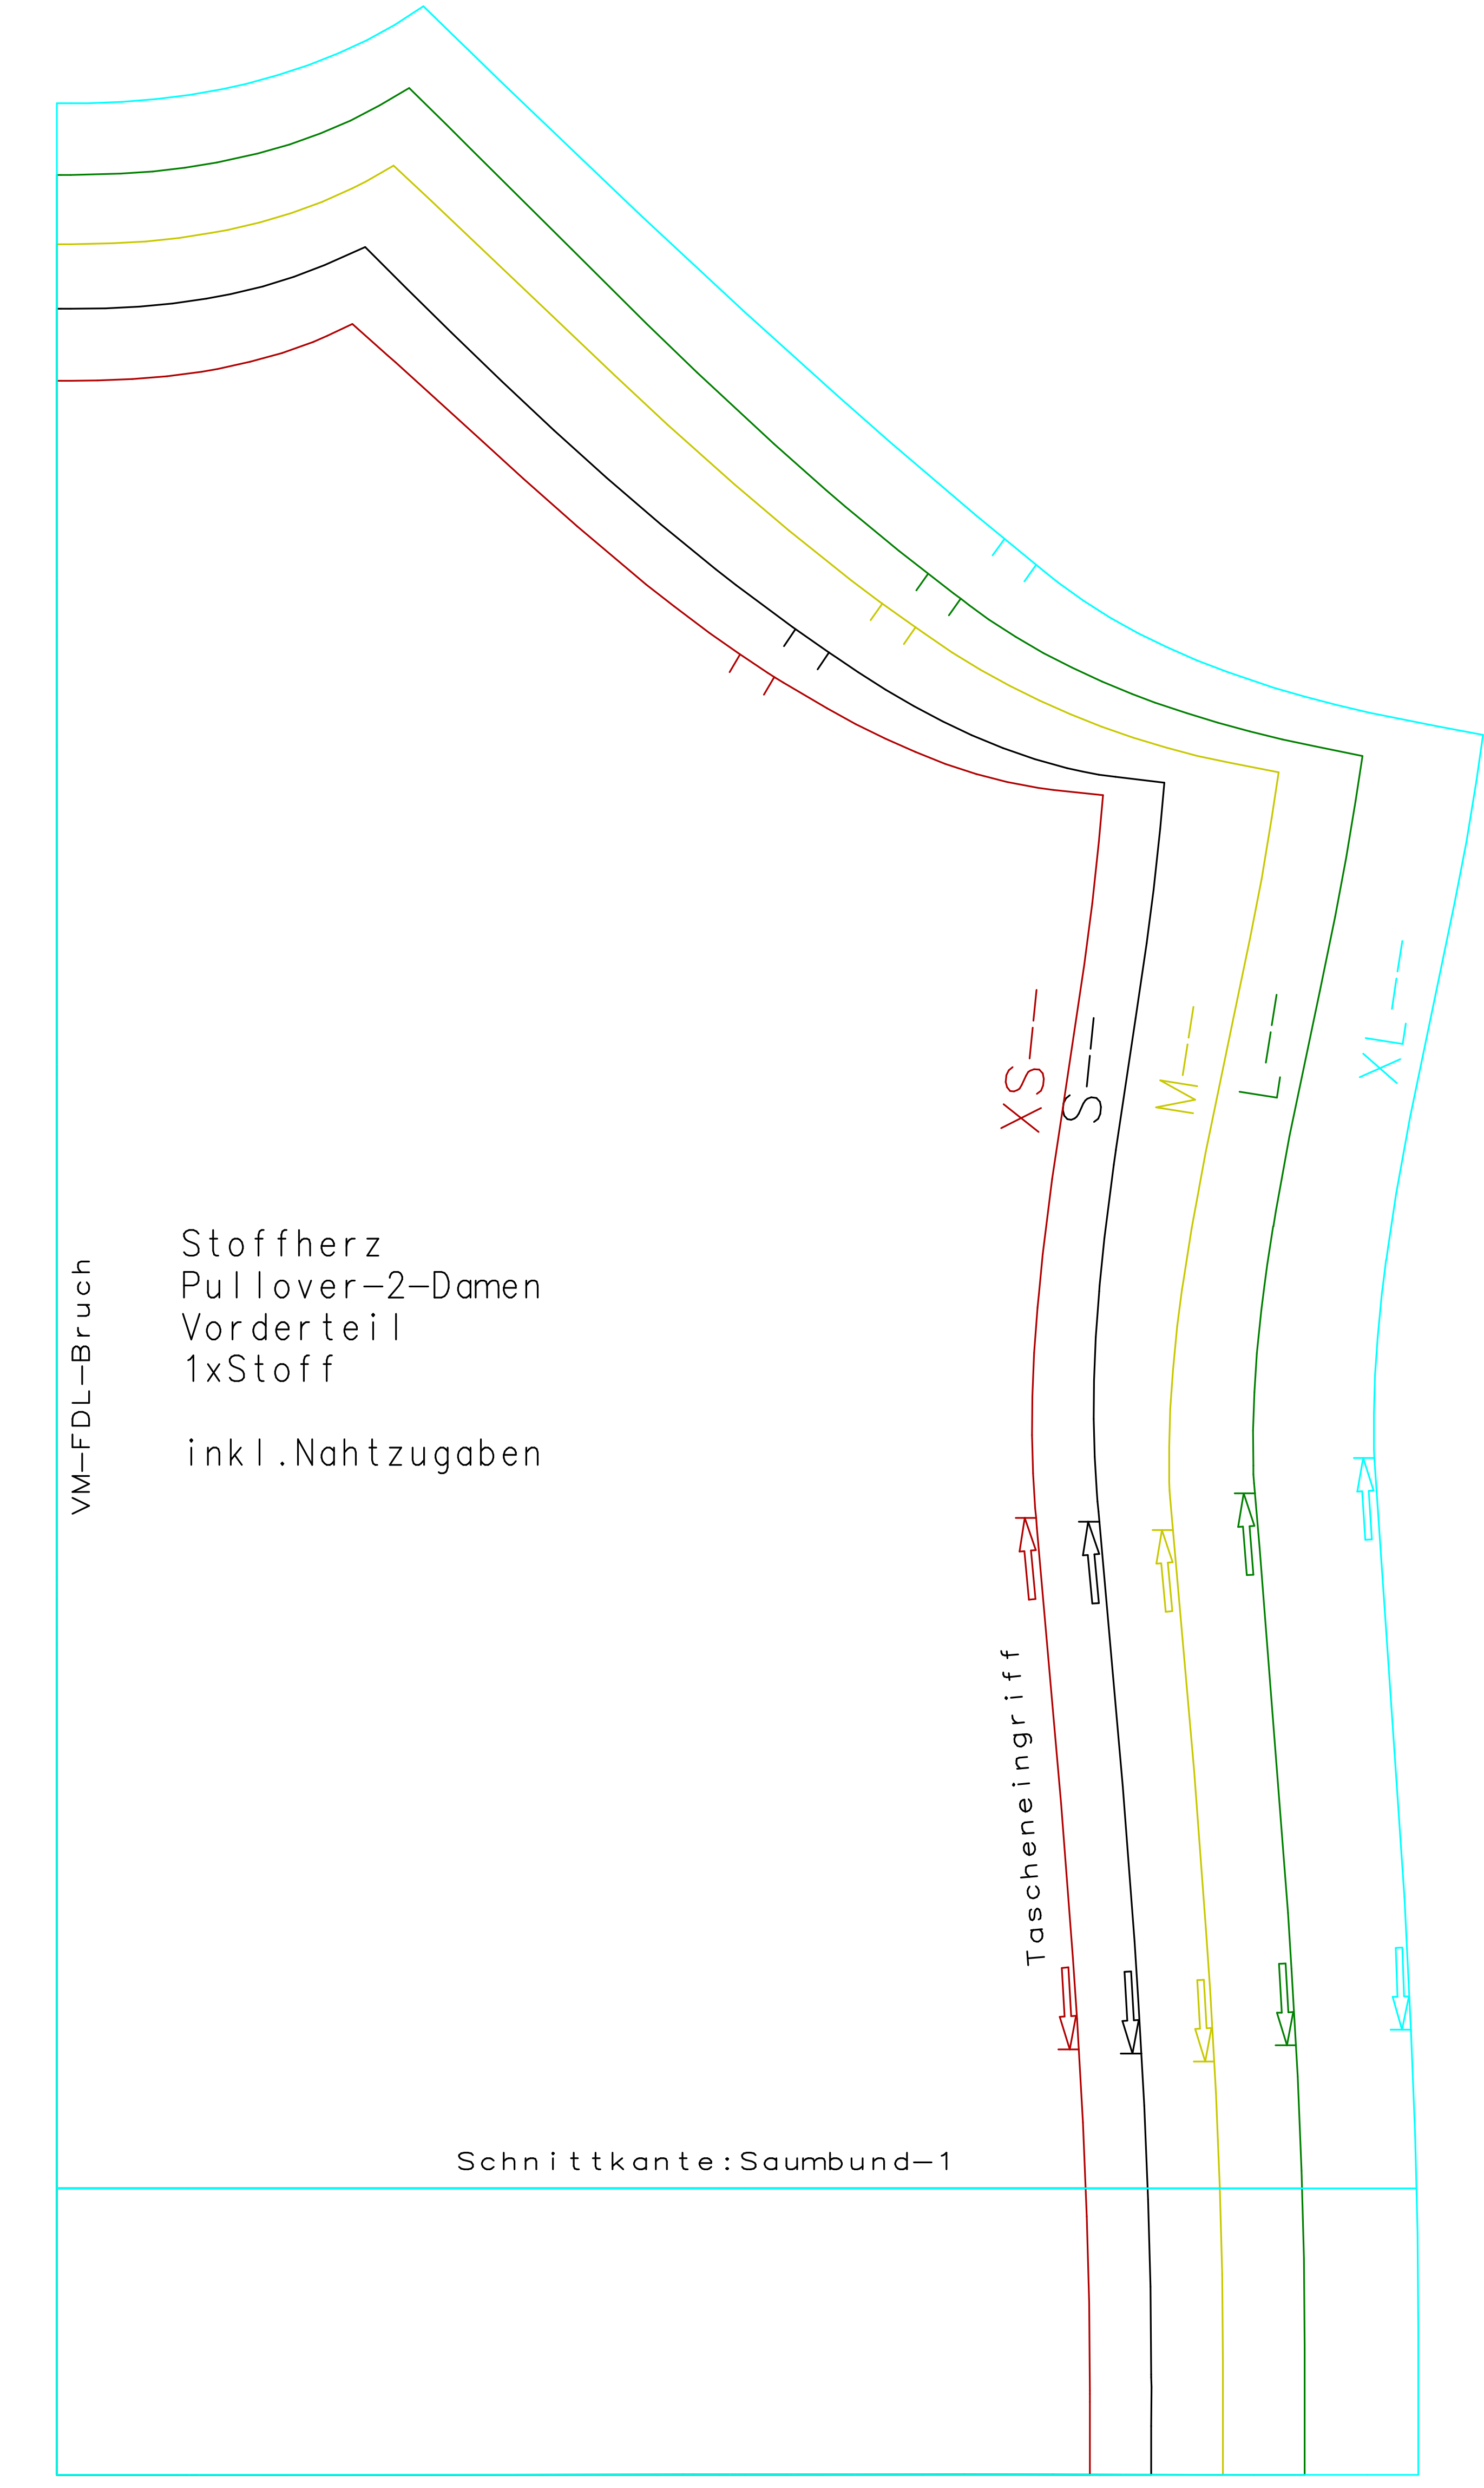 XS---
S---
M---
L---
XL---
VM-FDL-Bruch
Stoffherz
Pullover-2-Damen
Vorderteil
1xStoff
inkl.Nahtzugaben
Tascheneingriff
Schnittkante:Saumbund-1